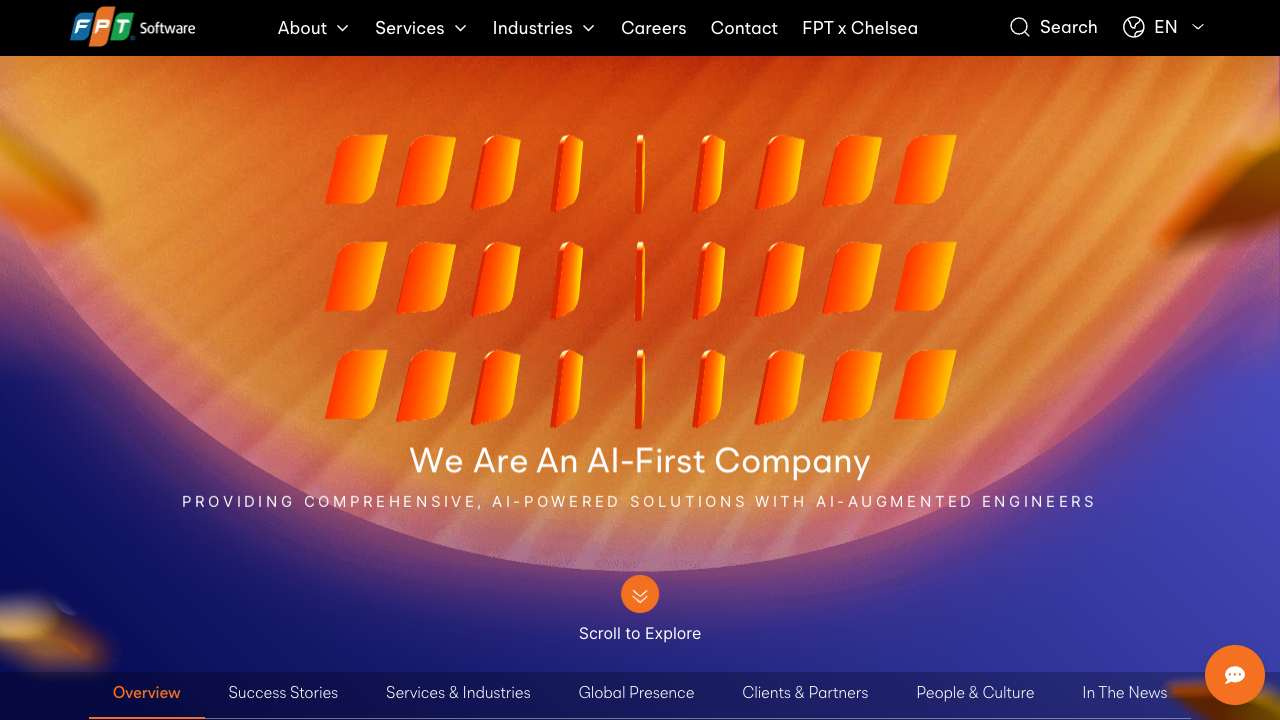 FPT Software
About
Services
Industries
Careers
Contact
FPT x Chelsea
Search
EN
We Are An AI-First Company
PROVIDING COMPREHENSIVE, AI-POWERED SOLUTIONS WITH AI-AUGMENTED ENGINEERS
Scroll to Explore
Overview
Success Stories
Services & Industries
Global Presence
Clients & Partners
People & Culture
In The News